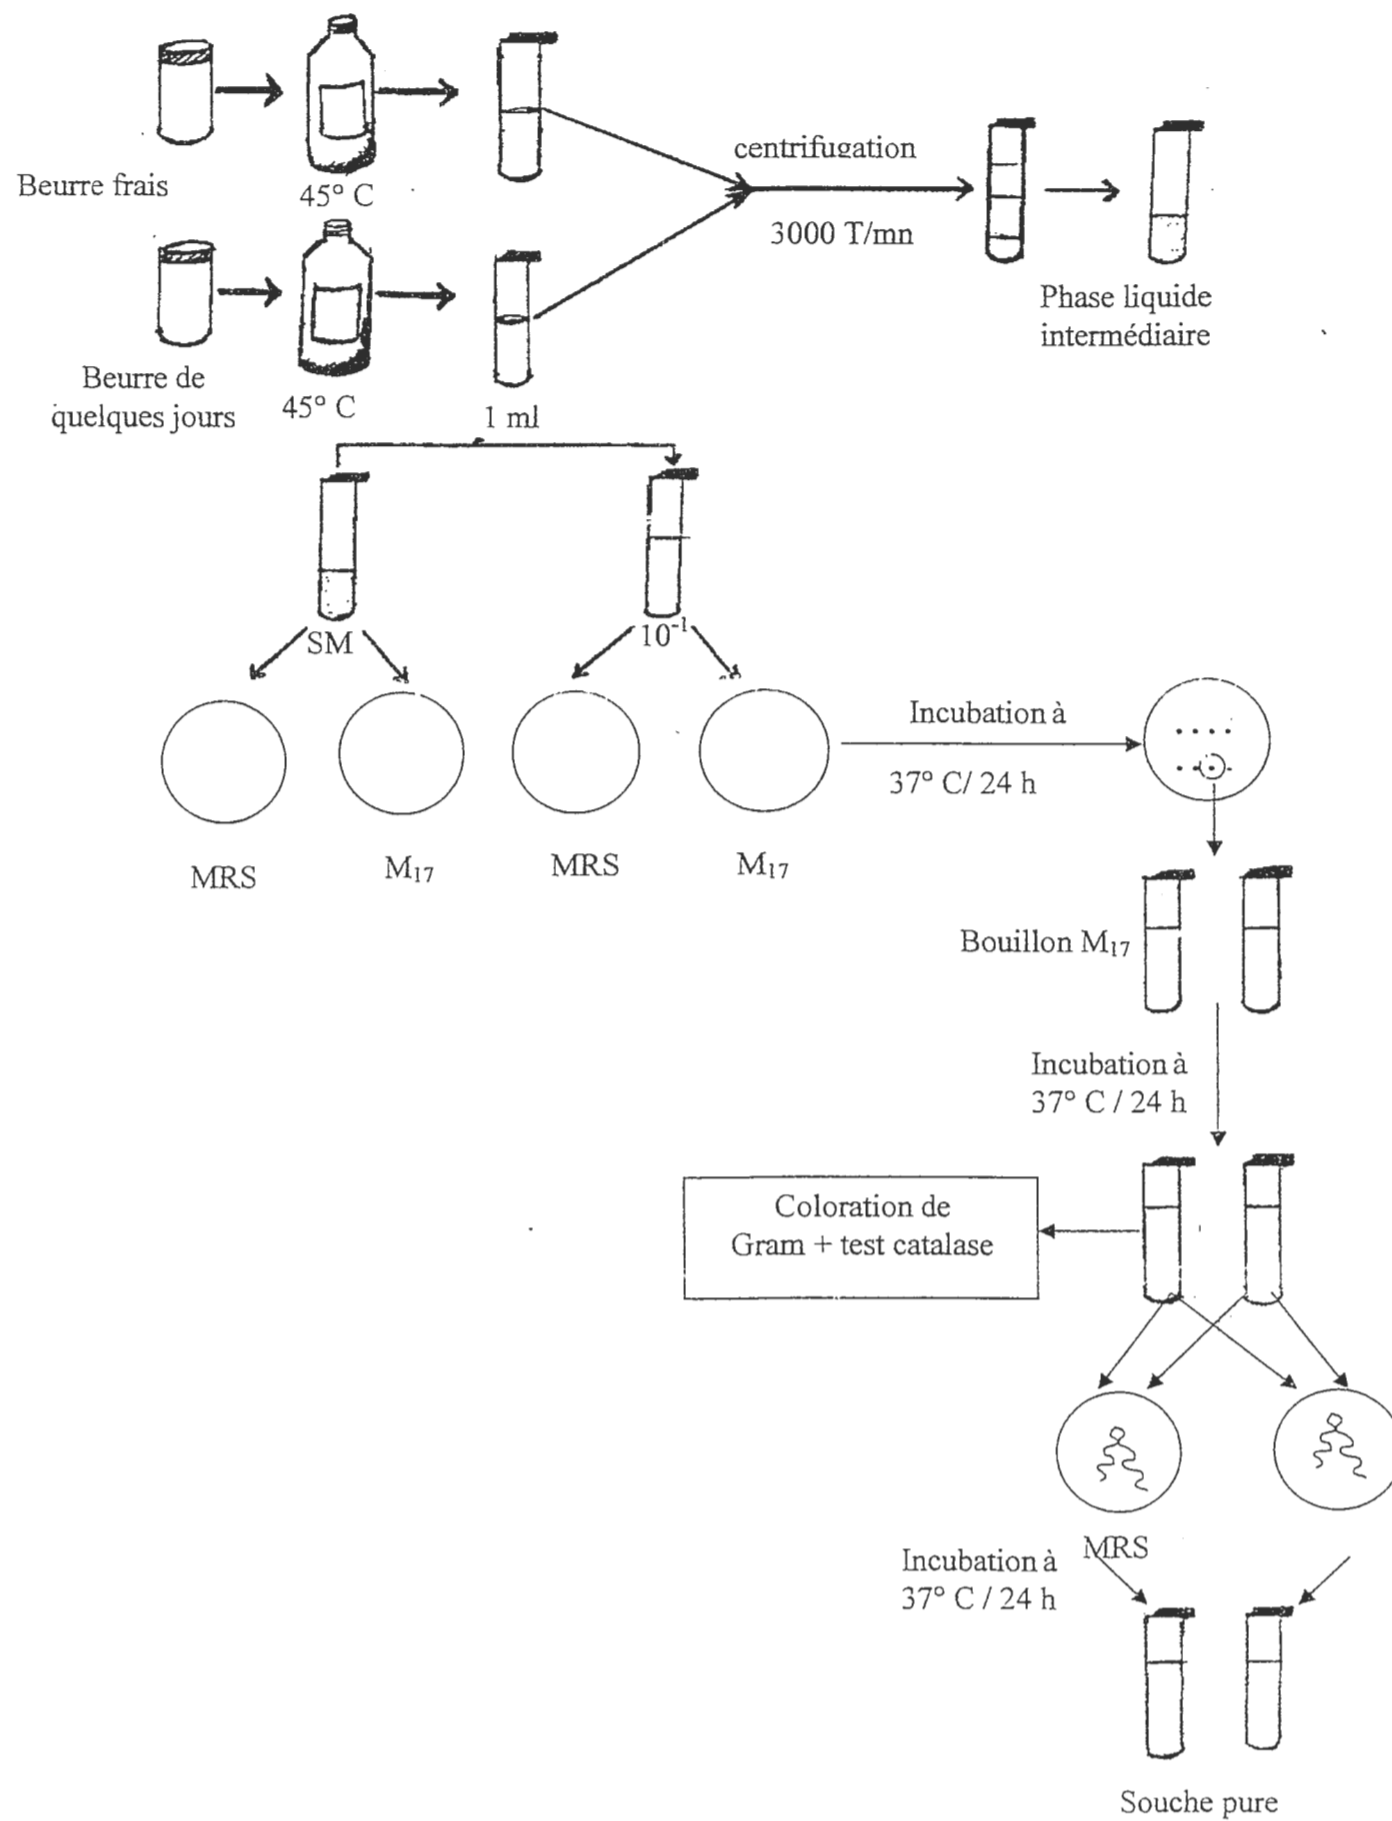 centrifugation
3000 T/mn
Beurre frais
45° C
Phase liquide
intermédiaire
Beurre de
quelques jours
45° C
1 ml
SM
10⁻¹
Incubation à
37° C/ 24 h
MRS
M₁₇
MRS
M₁₇
Bouillon M₁₇
Incubation à
37° C / 24 h
Coloration de
Gram + test catalase
MRS
Incubation à
37° C / 24 h
Souche pure